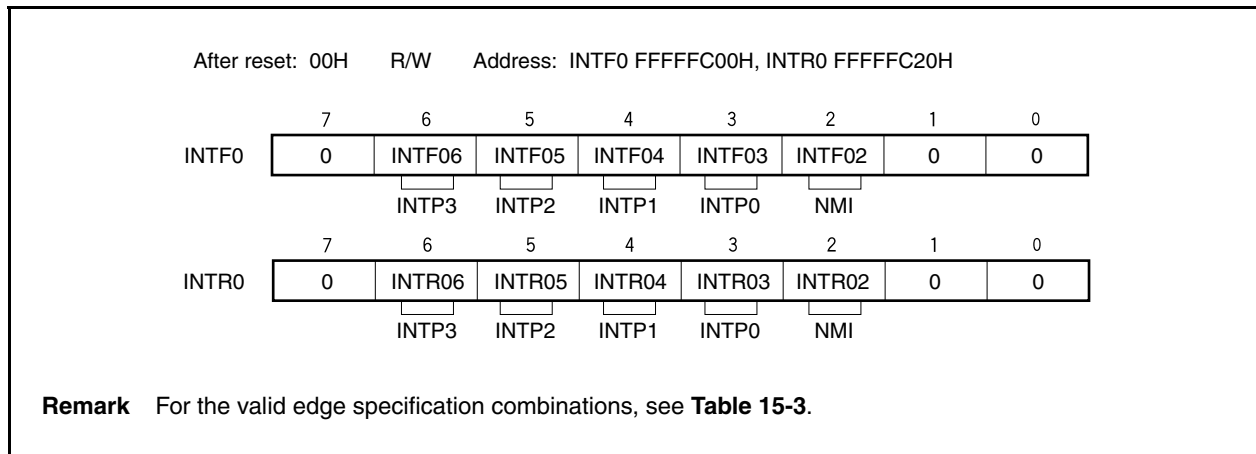 After reset: 00H R/W Address: INTF0 FFFFFC00H, INTR0 FFFFFC20H
7 6 5 4 3 2 1 0
INTF0 0 INTF06 INTF05 INTF04 INTF03 INTF02 0 0
INTP3 INTP2 INTP1 INTP0 NMI
7 6 5 4 3 2 1 0
INTR0 0 INTR06 INTR05 INTR04 INTR03 INTR02 0 0
INTP3 INTP2 INTP1 INTP0 NMI
Remark For the valid edge specification combinations, see Table 15-3.